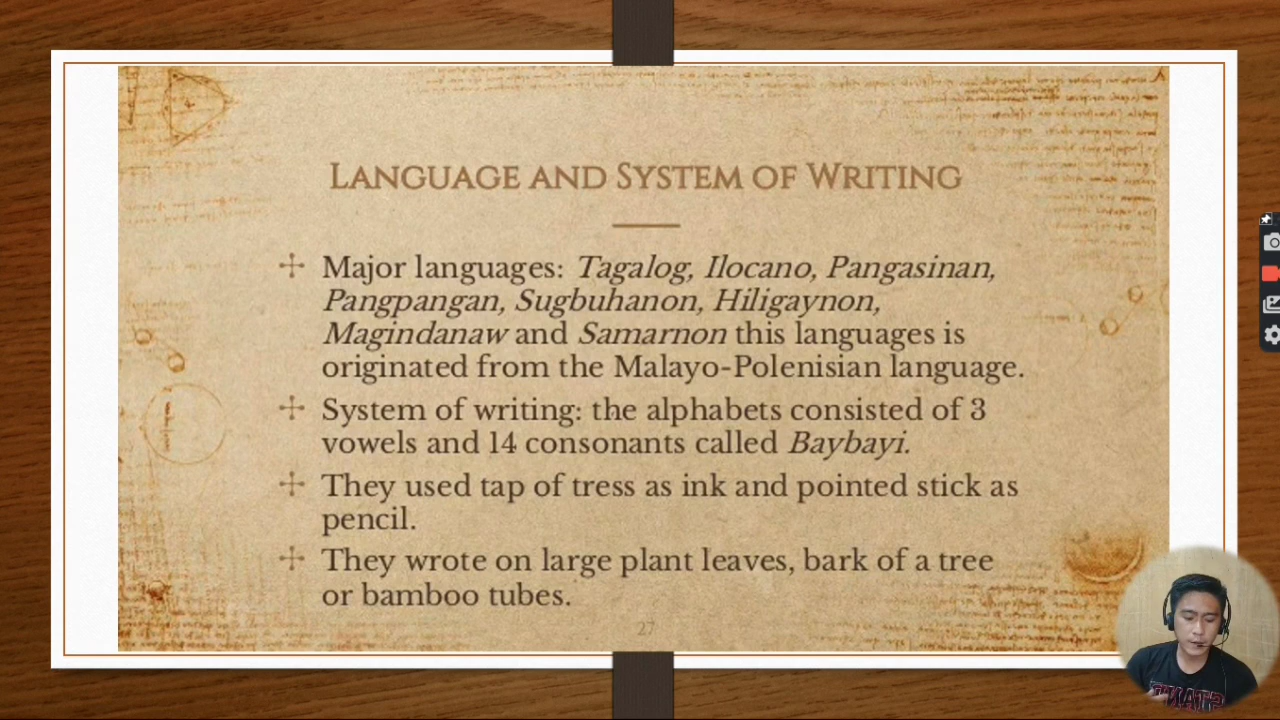 Language and System of Writing
Major languages: Tagalog, Ilocano, Pangasinan,
Pangpangan, Sugbuhanon, Hiligaynon,
Magindanaw and Samarnon this languages is
originated from the Malayo-Polenisian language.
System of writing: the alphabets consisted of 3
vowels and 14 consonants called Baybayi.
They used tap of tress as ink and pointed stick as
pencil.
They wrote on large plant leaves, bark of a tree
or bamboo tubes.
27